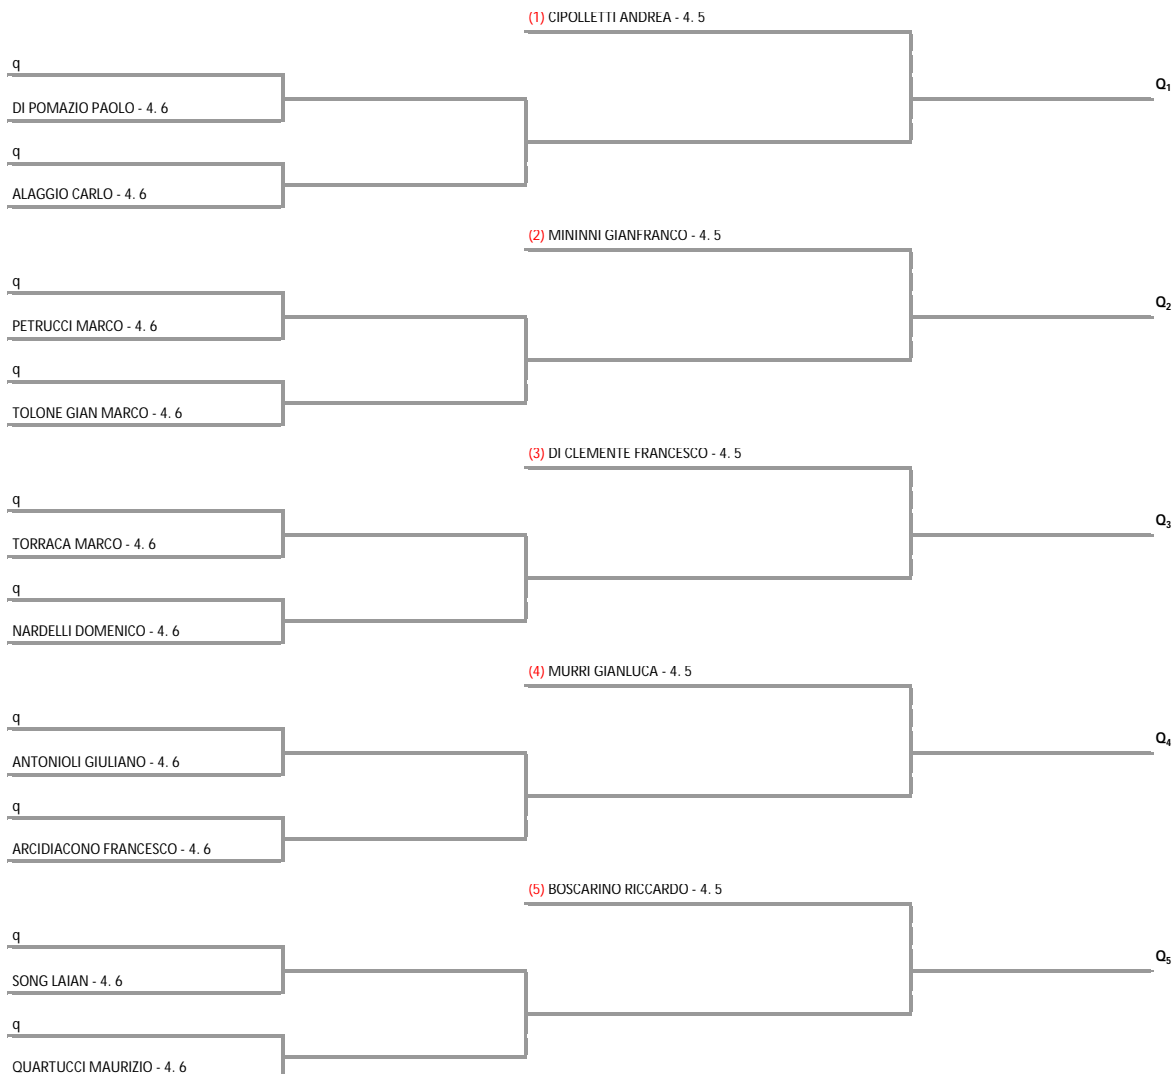 (1) CIPOLLETTI ANDREA - 4. 5
q
Q1
DI POMAZIO PAOLO - 4. 6
q
ALAGGIO CARLO - 4. 6
(2) MININNI GIANFRANCO - 4. 5
q
Q2
PETRUCCI MARCO - 4. 6
q
TOLONE GIAN MARCO - 4. 6
(3) DI CLEMENTE FRANCESCO - 4. 5
q
Q3
TORRACA MARCO - 4. 6
q
NARDELLI DOMENICO - 4. 6
(4) MURRI GIANLUCA - 4. 5
q
Q4
ANTONIOLI GIULIANO - 4. 6
q
ARCIDIACONO FRANCESCO - 4. 6
(5) BOSCARINO RICCARDO - 4. 5
q
Q5
SONG LAIAN - 4. 6
q
QUARTUCCI MAURIZIO - 4. 6